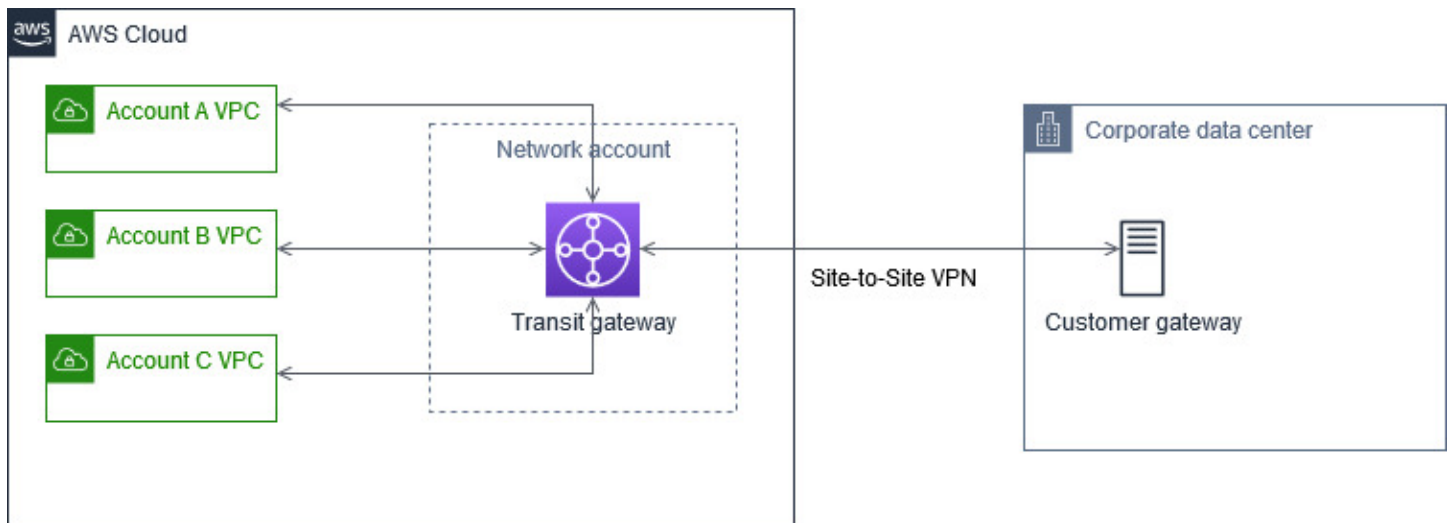 aws
AWS Cloud
Account A VPC
Network account
Corporate data center
Account B VPC
Site-to-Site VPN
Transit gateway
Customer gateway
Account C VPC